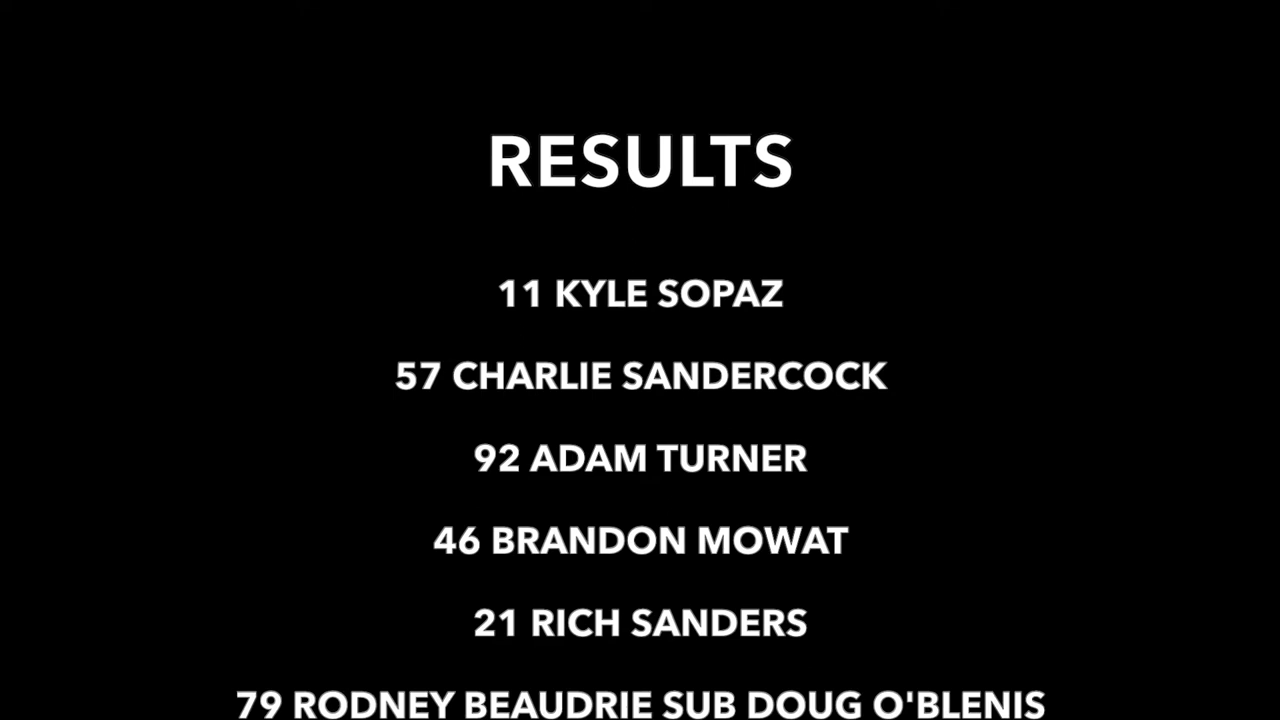 RESULTS
11 KYLE SOPAZ
57 CHARLIE SANDERCOCK
92 ADAM TURNER
46 BRANDON MOWAT
21 RICH SANDERS
79 RODNEY BEAUDRIE SUB DOUG O'BLENIS